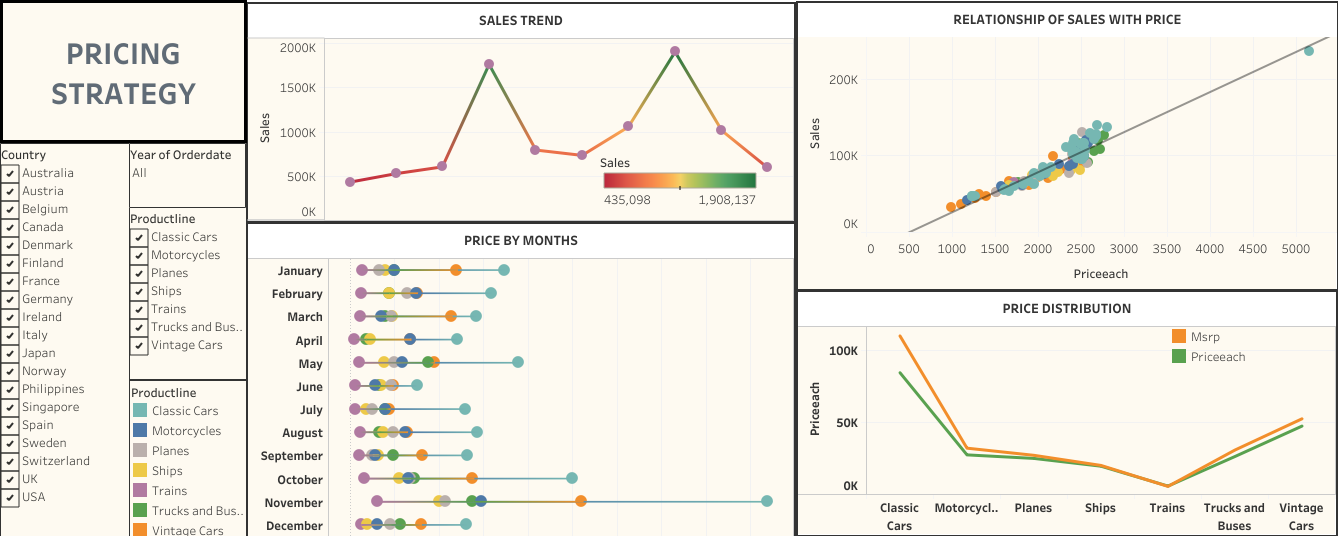 PRICING
STRATEGY
Country
Australia
Austria
Belgium
Canada
Denmark
Finland
France
Germany
Ireland
Italy
Japan
Norway
Philippines
Singapore
Spain
Sweden
Switzerland
UK
USA
Year of Orderdate
All
Productline
Classic Cars
Motorcycles
Planes
Ships
Trains
Trucks and Bus..
Vintage Cars
Productline
Classic Cars
Motorcycles
Planes
Ships
Trains
Trucks and Bus..
Vintage Cars
SALES TREND
Sales
2000K
1500K
1000K
500K
0K
Sales
435,098 1,908,137
PRICE BY MONTHS
January
February
March
April
May
June
July
August
September
October
November
December
RELATIONSHIP OF SALES WITH PRICE
Sales
200K
100K
0K
0 500 1000 1500 2000 2500 3000 3500 4000 4500 5000
Priceeach
PRICE DISTRIBUTION
Msrp
Priceeach
Priceeach
100K
50K
0K
Classic Cars
Motorcycl..
Planes
Ships
Trains
Trucks and Buses
Vintage Cars